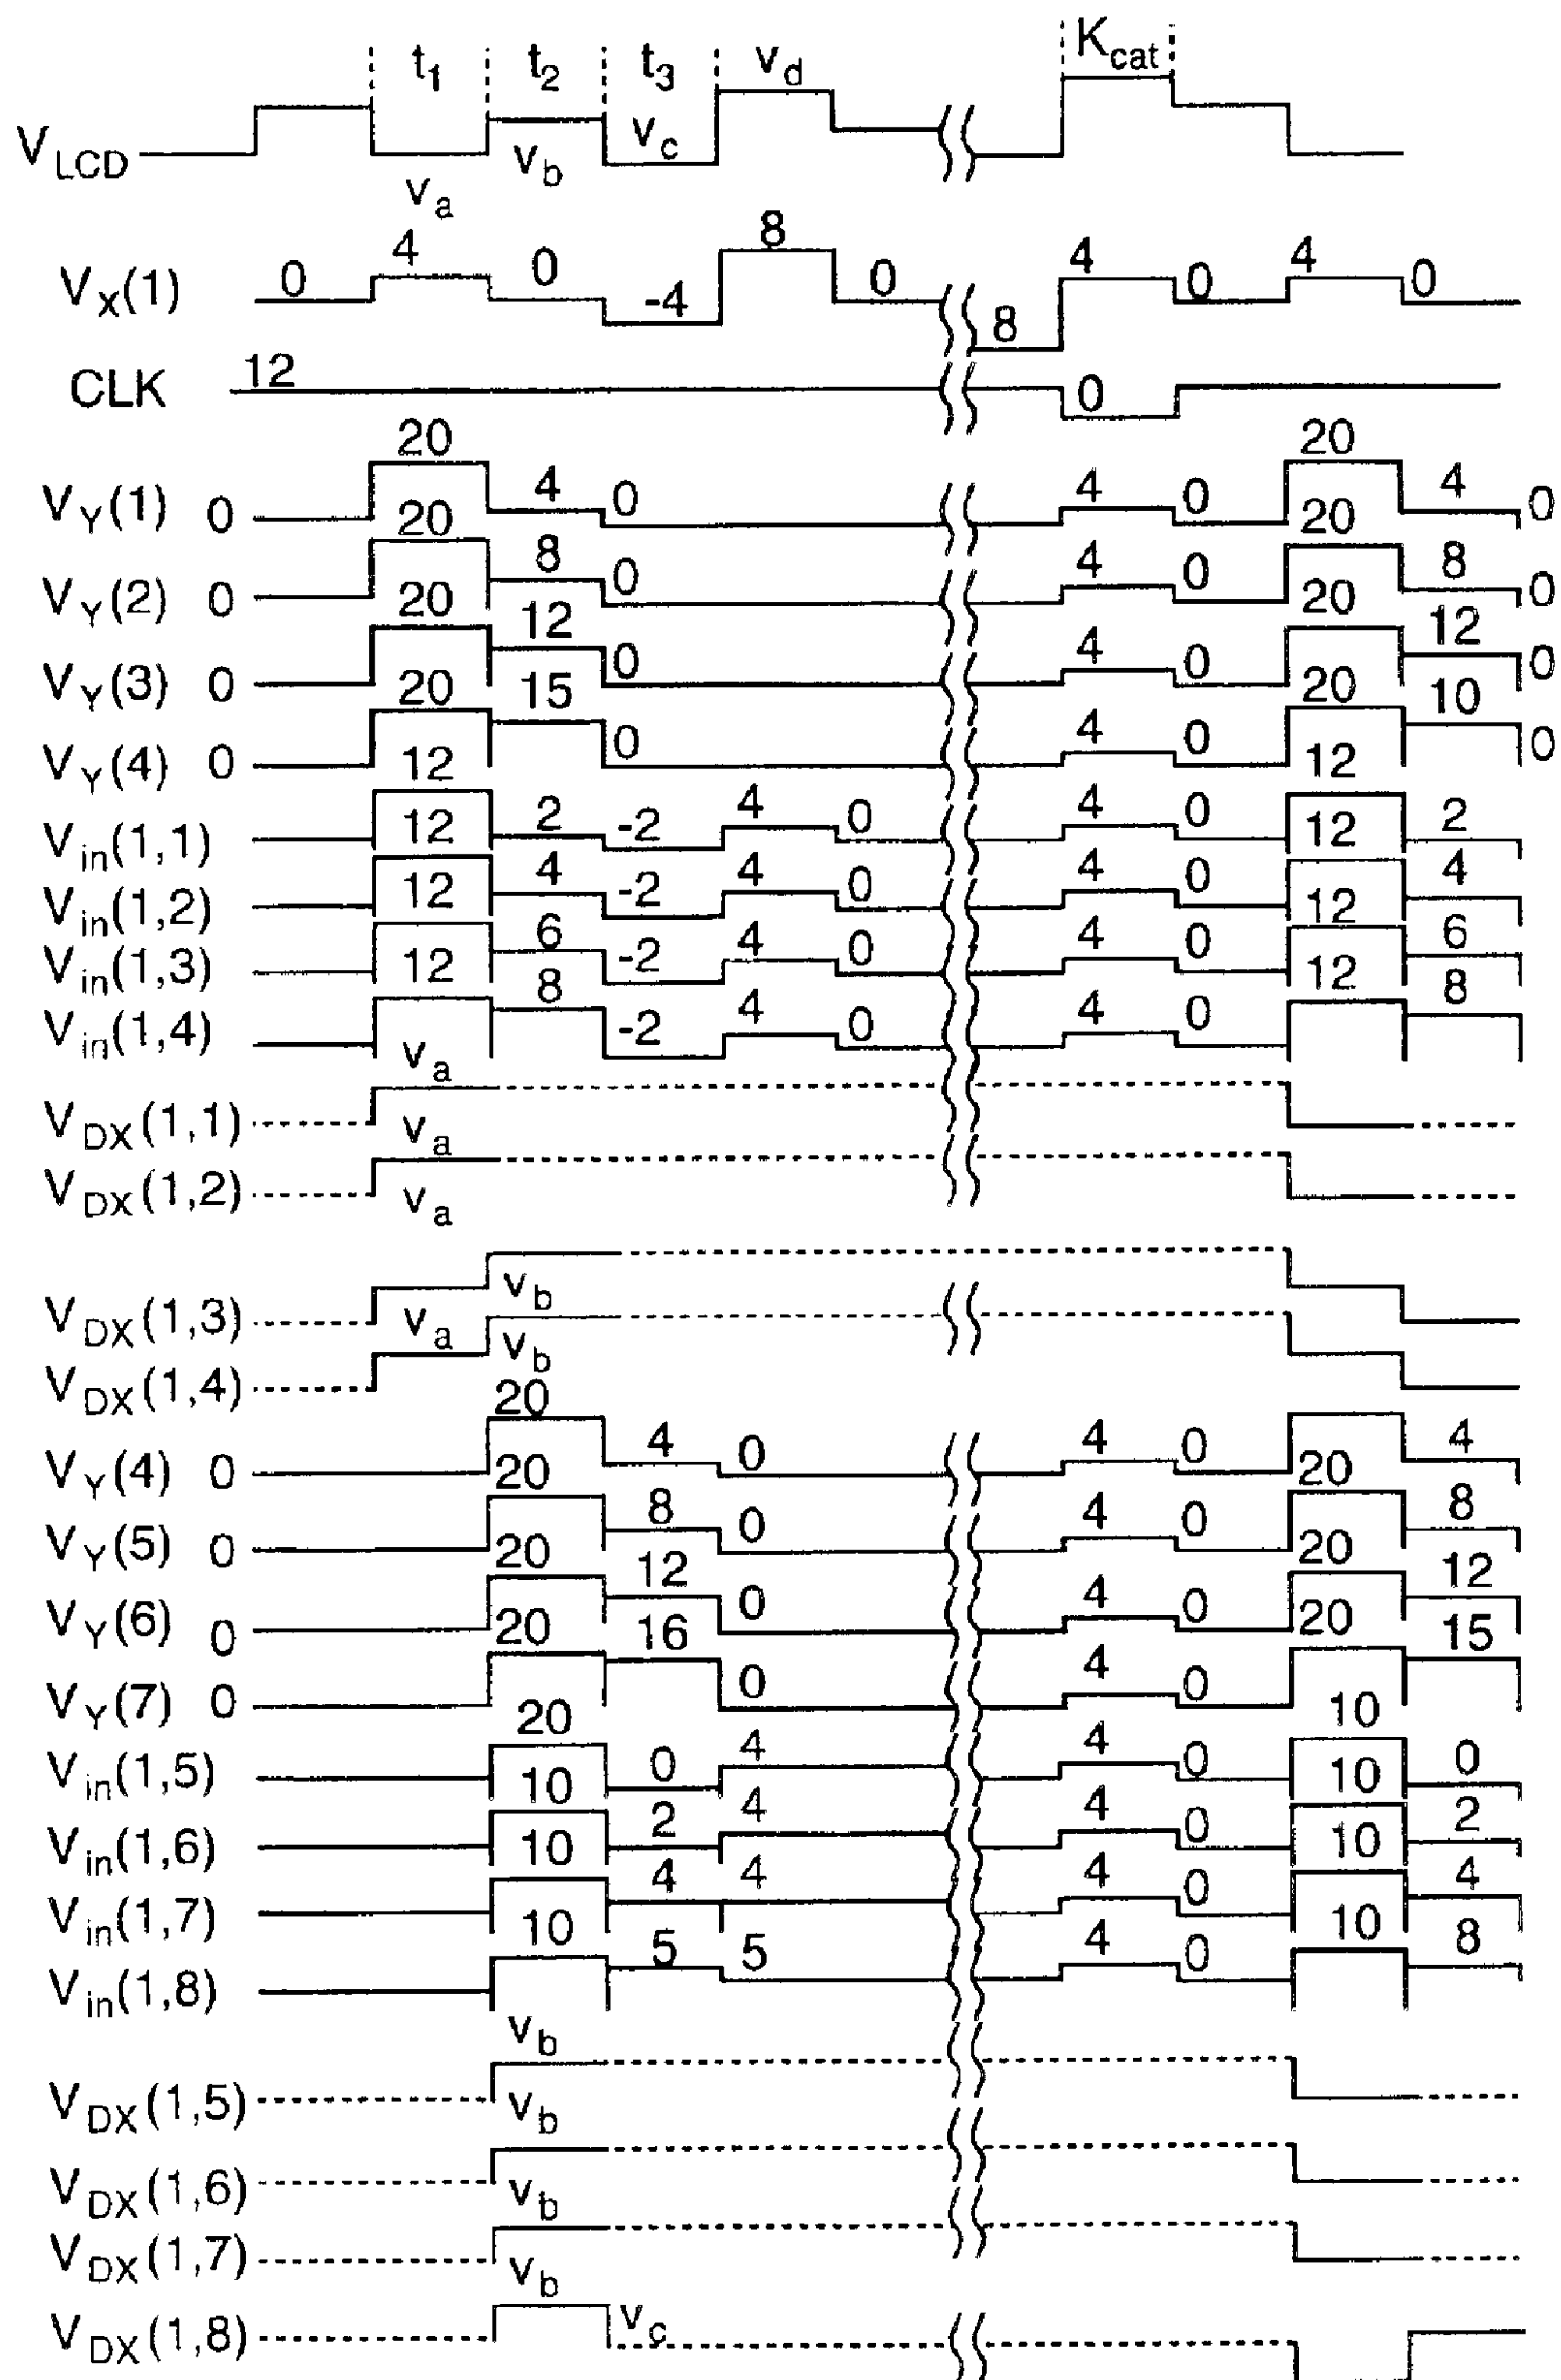 t1 t2 t3 vd Kcat
VLCD va vb vc
VX(1) 0 4 0 -4 8 0 8 4 0 4 0
CLK 12 0
20 20
VY(1) 0 4 0 4 0 4 0
20 20
VY(2) 0 8 0 4 0 8 0
20 12 20 12
VY(3) 0 0 4 0 0
20 15 20 10
VY(4) 0 0 4 0 0
12 12
Vin(1,1) 2 -2 4 0 4 0 2
12 12
Vin(1,2) 4 -2 4 0 4 0 4
12 12
Vin(1,3) 6 -2 4 0 4 0 6
12 12
Vin(1,4) 8 -2 4 0 4 0 8
va
VDX(1,1)
va
VDX(1,2)
va
VDX(1,3) vb
va
VDX(1,4) vb
20
VY(4) 0 4 0 4 0 4
20 20
VY(5) 0 8 0 4 0 8
20 20
VY(6) 0 12 0 4 0 12
20 20
VY(7) 0 16 0 4 0 15
20 10
Vin(1,5) 0 4 4 0 0
10 10
Vin(1,6) 2 4 4 0 2
10 10
Vin(1,7) 4 4 4 0 4
10 10
Vin(1,8) 5 5 4 0 8
vb
VDX(1,5)
vb
VDX(1,6)
vb
VDX(1,7)
vb
VDX(1,8) vc